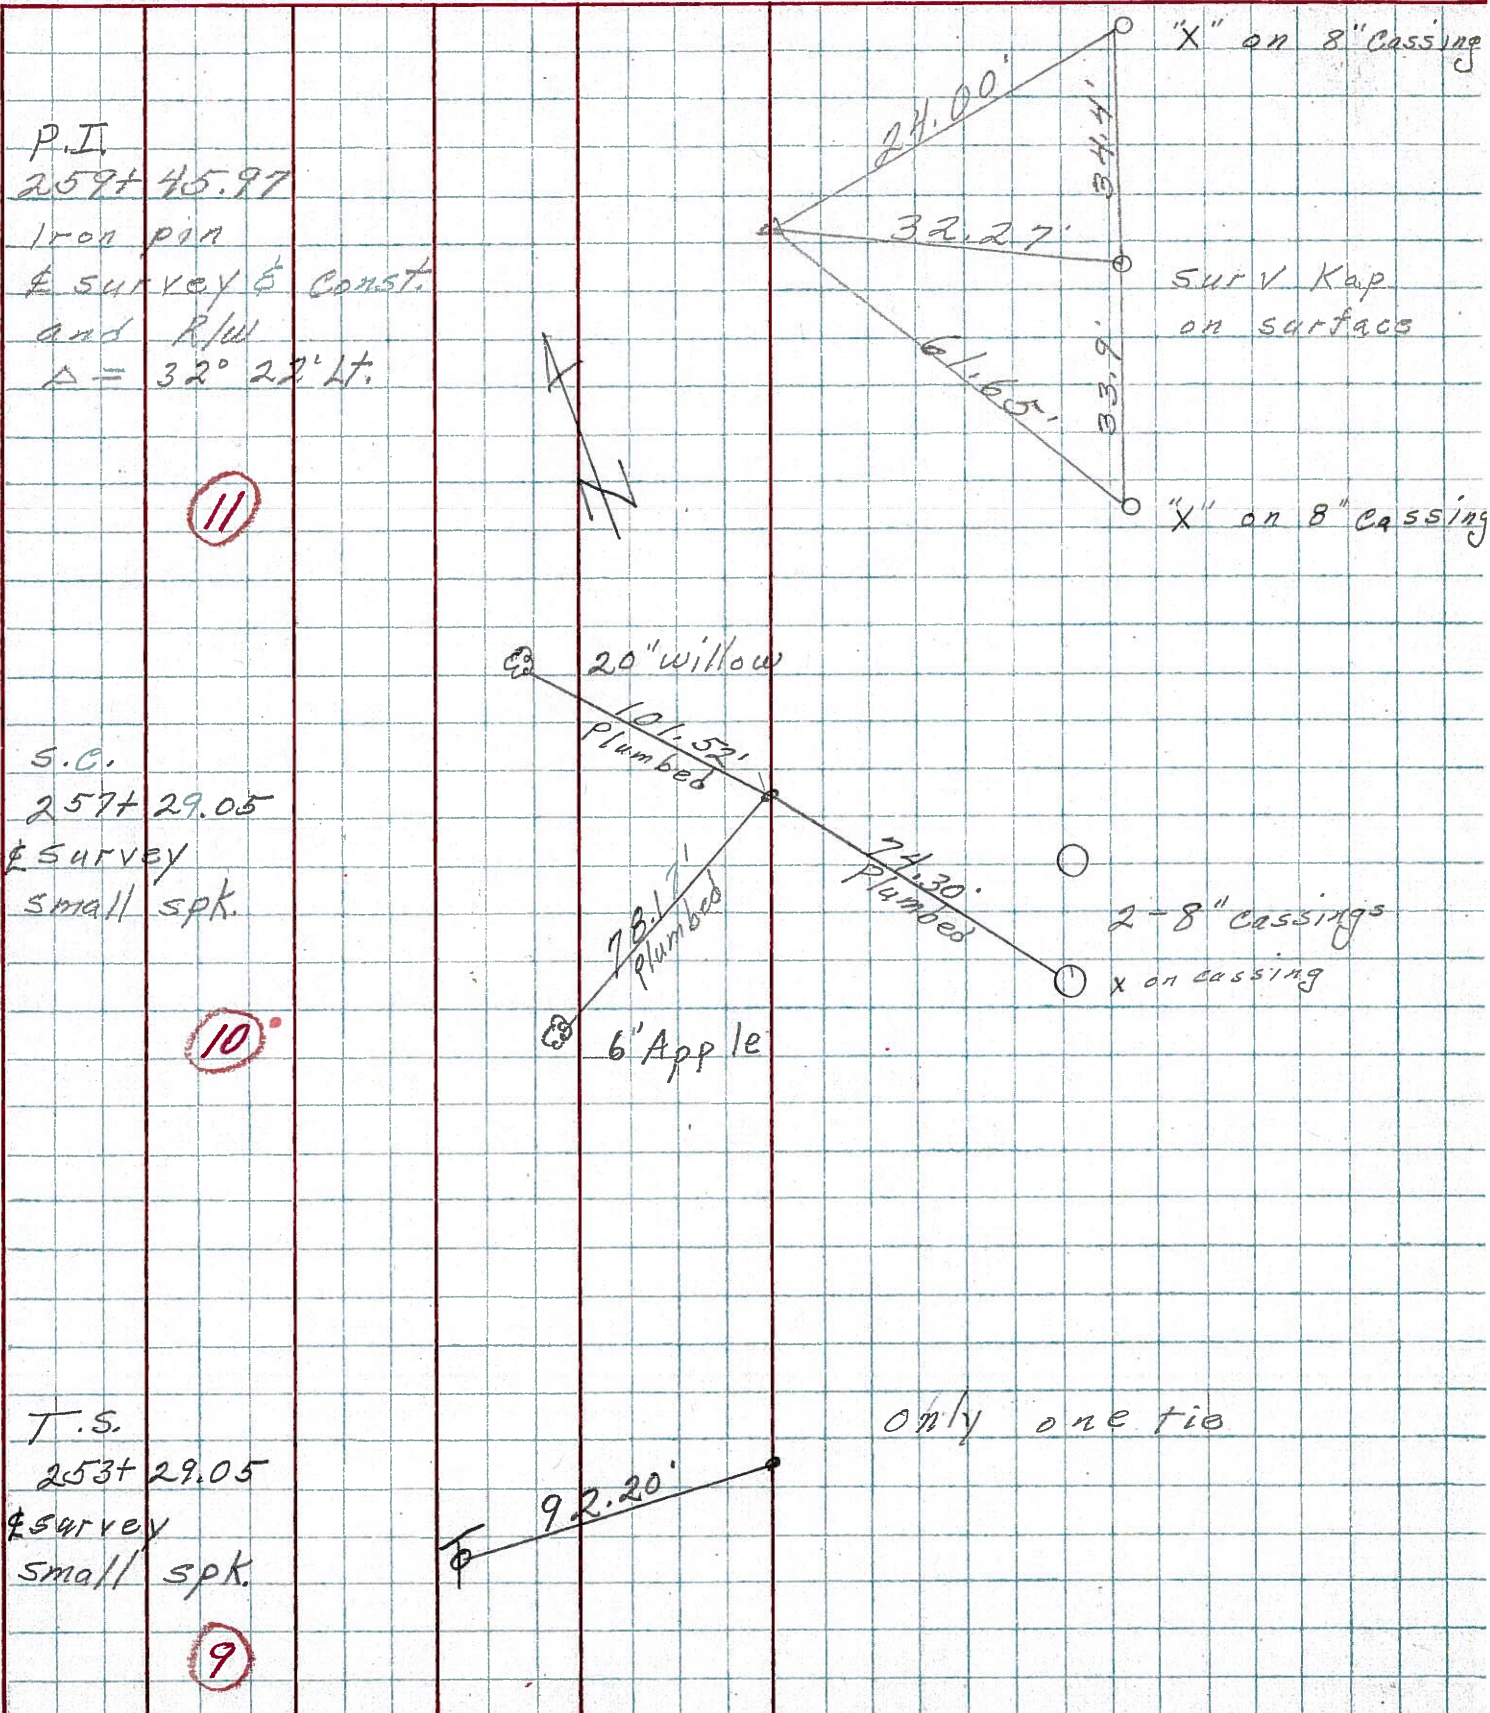 "X" on 8" Cassing
24.00'
34.4'
P.I.
259+45.97
Iron pin
℄ survey & Const.
and R/W
Δ = 32° 22' Lt.
32.27'
Surv Kap
on surface
61.65'
33.9'
N
11
"X" on 8" Cassing
20" willow
101.52'
Plumbed
S.C.
257+29.05
℄ Survey
small spk.
74.30'
Plumbed
78.17'
Plumbed
2-8" Cassings
x on cassing
10
6" Apple
T.S.
253+29.05
℄ survey
small spk.
only one tie
92.20'
9